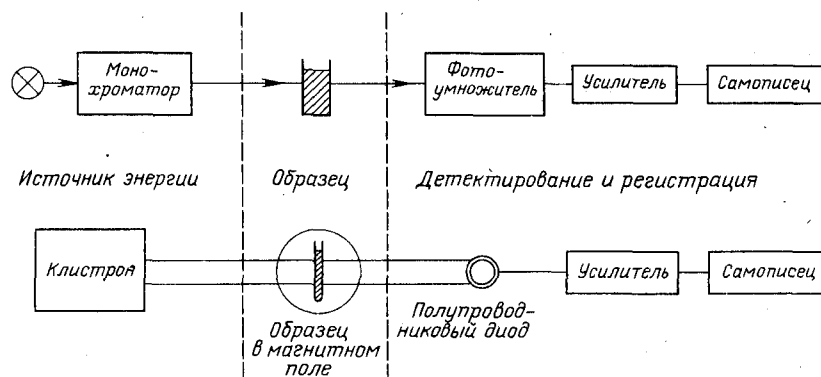 Моно-
хроматор
Фото-
умножитель
Усилитель
Самописец
Источник энергии
Образец
Детектирование и регистрация
Клистрон
Усилитель
Самописец
Образец
в магнитном
поле
Полупровод-
никовый диод